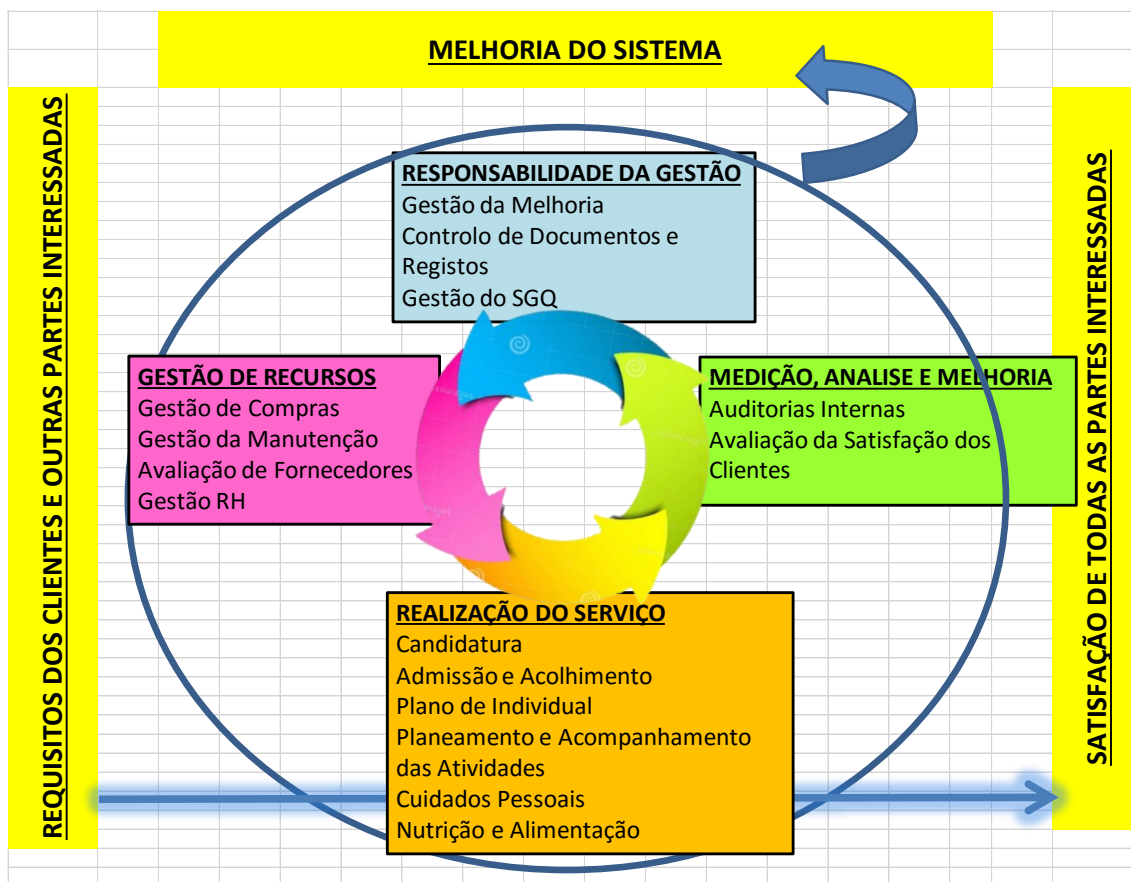 MELHORIA DO SISTEMA
REQUISITOS DOS CLIENTES E OUTRAS PARTES INTERESSADAS
RESPONSABILIDADE DA GESTÃO
Gestão da Melhoria
Controlo de Documentos e
Registos
Gestão do SGQ
GESTÃO DE RECURSOS
Gestão de Compras
Gestão da Manutenção
Avaliação de Fornecedores
Gestão RH
MEDIÇÃO, ANALISE E MELHORIA
Auditorias Internas
Avaliação da Satisfação dos
Clientes
REALIZAÇÃO DO SERVIÇO
Candidatura
Admissão e Acolhimento
Plano de Individual
Planeamento e Acompanhamento
das Atividades
Cuidados Pessoais
Nutrição e Alimentação
SATISFAÇÃO DE TODAS AS PARTES INTERESSADAS